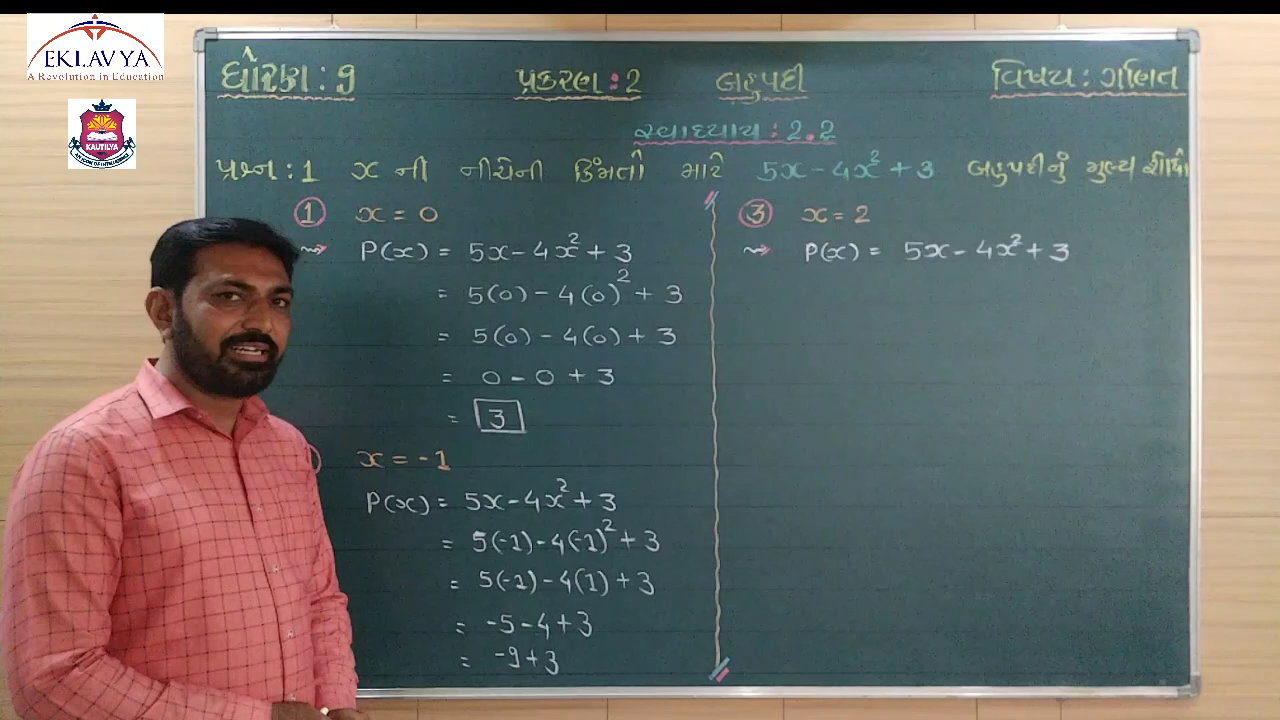 EKLAVYA
A Revolution in Education
KAUTILYA
ધોરણ : 9 પ્રકરણ : 2 બહુપદી વિષય : ગણિત
સ્વાધ્યાય : 2.2
પ્રશ્ન : 1 x ની નીચેની કિંમતો માટે 5x - 4x² + 3 બહુપદીનું મુલ્ય શોધો
1 x = 0
⇝ P(x) = 5x - 4x² + 3
= 5(0) - 4(0)² + 3
= 5(0) - 4(0) + 3
= 0 - 0 + 3
= 3
x = -1
P(x) = 5x - 4x² + 3
= 5(-1) - 4(-1)² + 3
= 5(-1) - 4(1) + 3
= -5 - 4 + 3
= -9 + 3
3 x = 2
⇝ P(x) = 5x - 4x² + 3